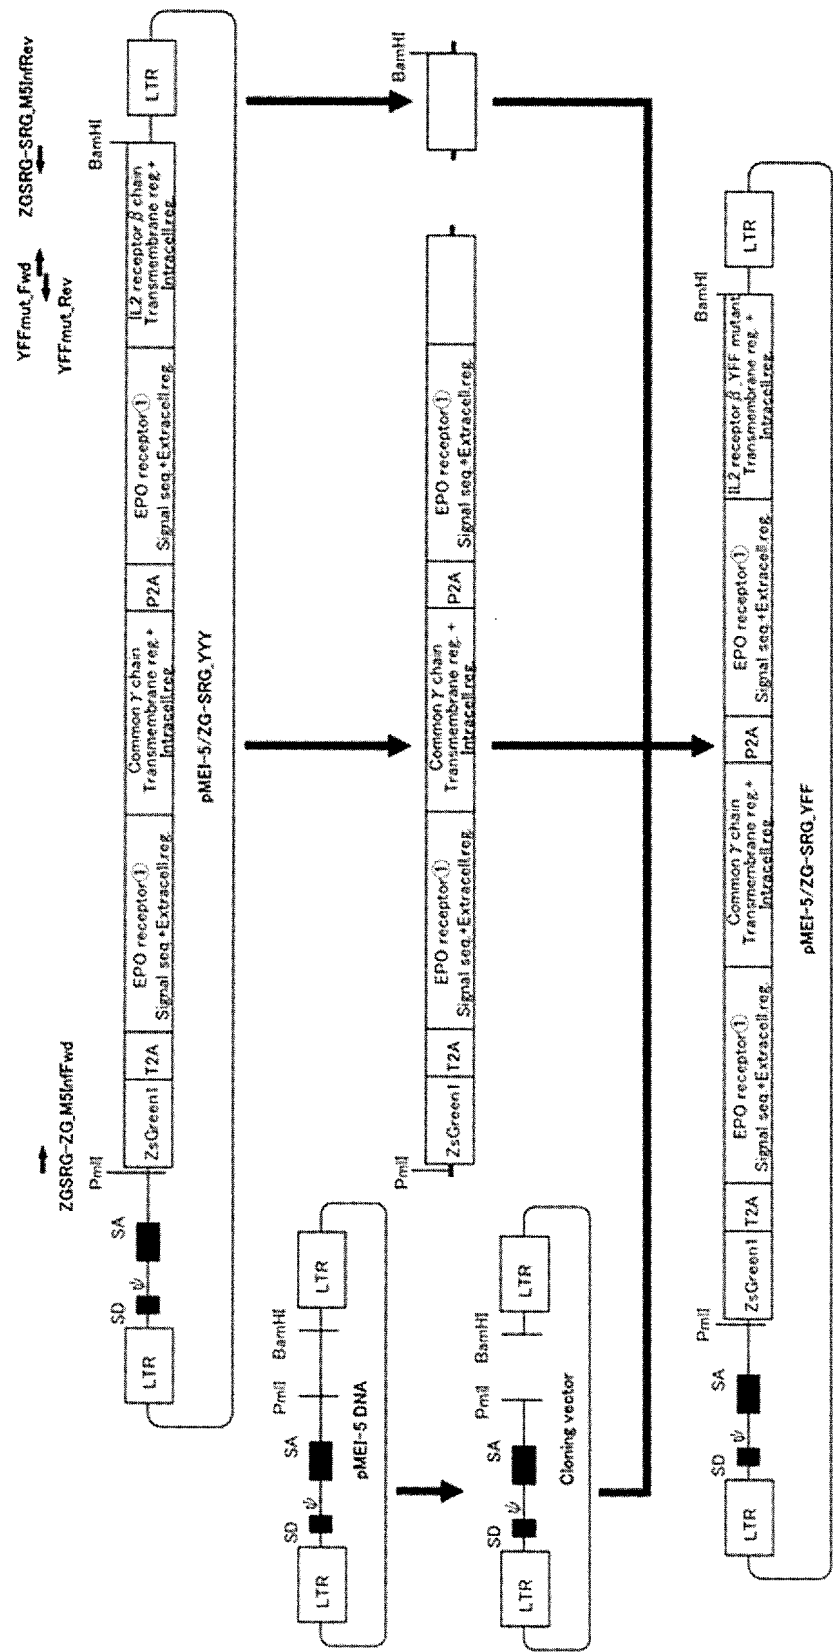 ZGSRG-ZG_M5InfFwd
YFFmut_Fwd
YFFmut_Rev
ZGSRG-SRG_M5InfRev
LTR
SD
ψ
SA
PmlI
ZsGreen1
T2A
EPO receptor①
Signal seq.+Extracell.reg.
Common γ chain
Transmembrane reg.+
Intracell.reg.
P2A
EPO receptor①
Signal seq.+Extracell.reg.
IL2 receptor β chain
Transmembrane reg.+
Intracell.reg.
BamHI
LTR
pMEI-5/ZG-SRG_YYY
LTR
SD
ψ
SA
PmlI
BamHI
LTR
pMEI-5 DNA
PmlI
ZsGreen1
T2A
EPO receptor①
Signal seq.+Extracell.reg.
Common γ chain
Transmembrane reg. +
Intracell.reg.
P2A
EPO receptor①
Signal seq.+Extracell.reg.
BamHI
LTR
SD
ψ
SA
PmlI
BamHI
LTR
Cloning vector
LTR
SD
ψ
SA
PmlI
ZsGreen1
T2A
EPO receptor①
Signal seq.+Extracell.reg.
Common γ chain
Transmembrane reg.+
Intracell.reg.
P2A
EPO receptor①
Signal seq.+Extracell.reg.
IL2 receptor β_YFF mutant
Transmembrane reg. +
Intracell.reg.
BamHI
LTR
pMEI-5/ZG-SRG_YFF